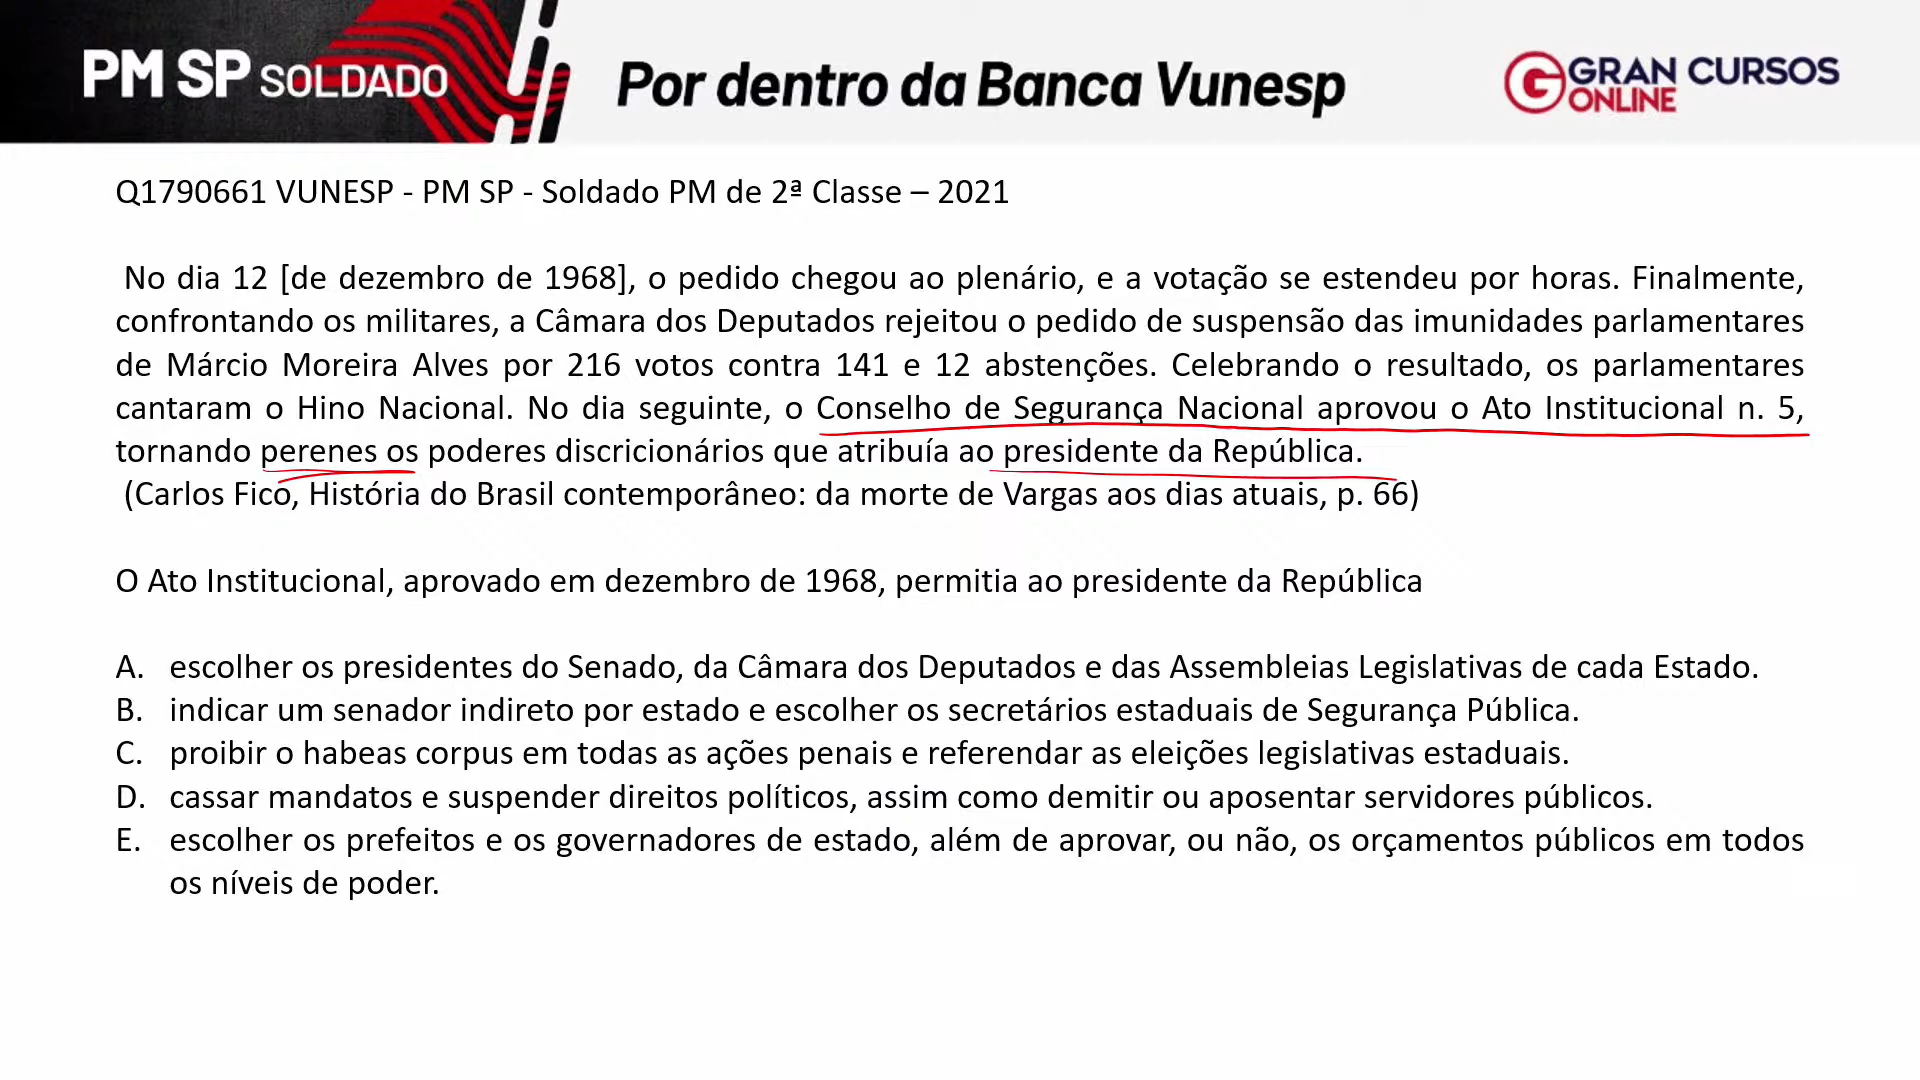 PM SP SOLDADO
Por dentro da Banca Vunesp
GRAN CURSOS
ONLINE
Q1790661 VUNESP - PM SP - Soldado PM de 2ª Classe – 2021
No dia 12 [de dezembro de 1968], o pedido chegou ao plenário, e a votação se estendeu por horas. Finalmente,
confrontando os militares, a Câmara dos Deputados rejeitou o pedido de suspensão das imunidades parlamentares
de Márcio Moreira Alves por 216 votos contra 141 e 12 abstenções. Celebrando o resultado, os parlamentares
cantaram o Hino Nacional. No dia seguinte, o Conselho de Segurança Nacional aprovou o Ato Institucional n. 5,
tornando perenes os poderes discricionários que atribuía ao presidente da República.
(Carlos Fico, História do Brasil contemporâneo: da morte de Vargas aos dias atuais, p. 66)
O Ato Institucional, aprovado em dezembro de 1968, permitia ao presidente da República
A. escolher os presidentes do Senado, da Câmara dos Deputados e das Assembleias Legislativas de cada Estado.
B. indicar um senador indireto por estado e escolher os secretários estaduais de Segurança Pública.
C. proibir o habeas corpus em todas as ações penais e referendar as eleições legislativas estaduais.
D. cassar mandatos e suspender direitos políticos, assim como demitir ou aposentar servidores públicos.
E. escolher os prefeitos e os governadores de estado, além de aprovar, ou não, os orçamentos públicos em todos
os níveis de poder.